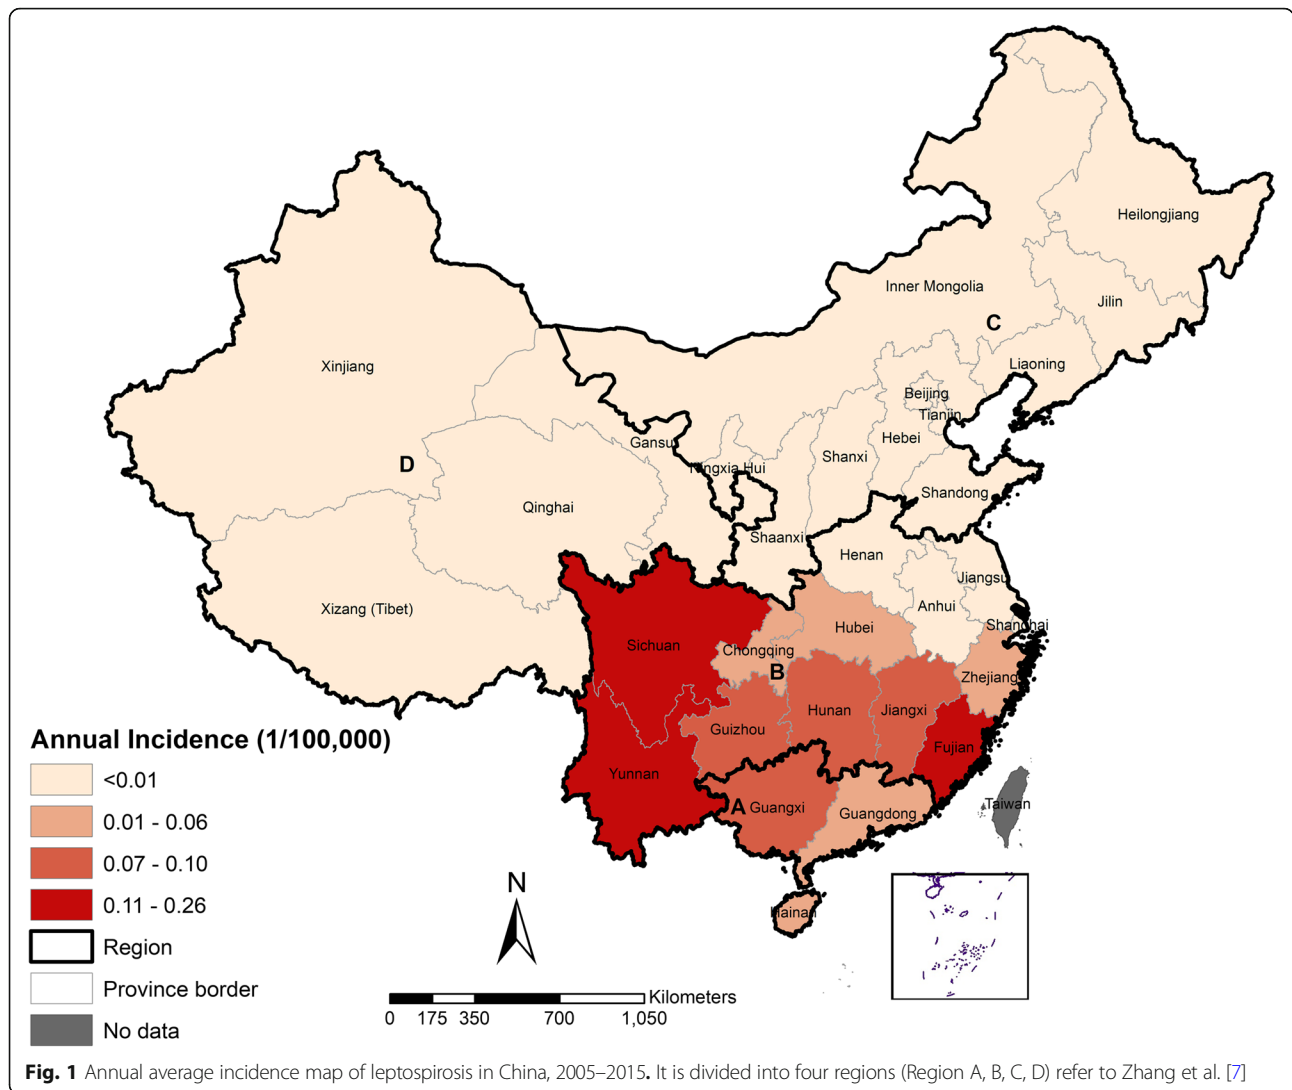 Heilongjiang
Inner Mongolia
Jilin
C
Xinjiang
Liaoning
Beijing
Tianjin
Gansu
Hebei
Shanxi
D
Ningxia Hui
Shandong
Qinghai
Shaanxi
Henan
Jiangsu
Xizang (Tibet)
Anhui
Shanghai
Hubei
Sichuan
Chongqing
B
Zhejiang
Hunan
Jiangxi
Guizhou
Fujian
Yunnan
A
Guangxi
Taiwan
Guangdong
Hainan
Annual Incidence (1/100,000)
<0.01
0.01 - 0.06
0.07 - 0.10
0.11 - 0.26
Region
Province border
No data
N
Kilometers
0 175 350 700 1,050
Fig. 1 Annual average incidence map of leptospirosis in China, 2005–2015. It is divided into four regions (Region A, B, C, D) refer to Zhang et al. [7]